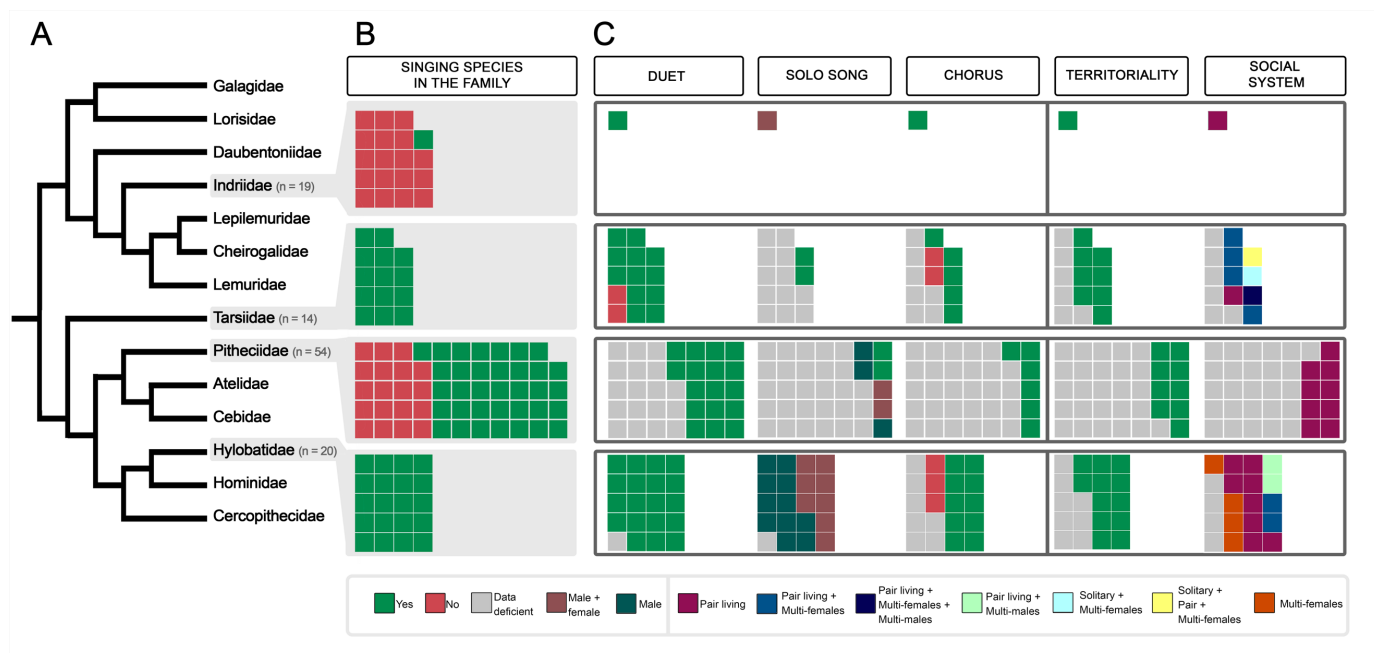 A
B
C
SINGING SPECIES
IN THE FAMILY
DUET
SOLO SONG
CHORUS
TERRITORIALITY
SOCIAL
SYSTEM
Galagidae
Lorisidae
Daubentoniidae
Indriidae (n = 19)
Lepilemuridae
Cheirogalidae
Lemuridae
Tarsiidae (n = 14)
Pitheciidae (n = 54)
Atelidae
Cebidae
Hylobatidae (n = 20)
Hominidae
Cercopithecidae
Yes
No
Data
deficient
Male +
female
Male
Pair living
Pair living +
Multi-females
Pair living +
Multi-females +
Multi-males
Pair living +
Multi-males
Solitary +
Multi-females
Solitary +
Pair +
Multi-females
Multi-females